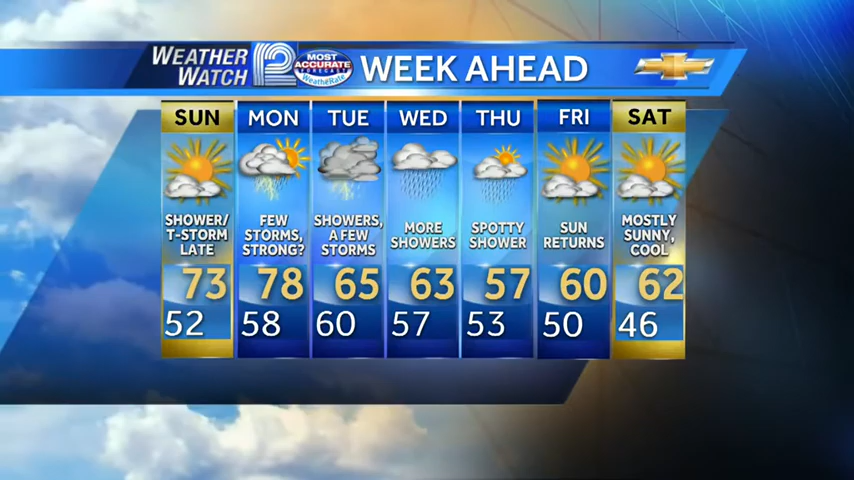 WEATHER WATCH 12 MOST ACCURATE FORECAST WeatheRate WEEK AHEAD
SUN MON TUE WED THU FRI SAT
SHOWER/ T-STORM LATE
FEW STORMS, STRONG?
SHOWERS, A FEW STORMS
MORE SHOWERS
SPOTTY SHOWER
SUN RETURNS
MOSTLY SUNNY, COOL
73 78 65 63 57 60 62
52 58 60 57 53 50 46